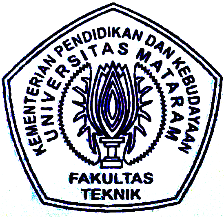 KEMENTERIAN PENDIDIKAN DAN KEBUDAYAAN
UNIVERSITAS MATARAM
FAKULTAS
TEKNIK